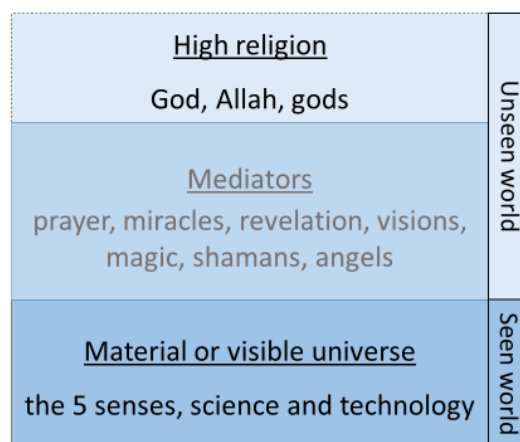 High religion
God, Allah, gods
Mediators
prayer, miracles, revelation, visions,
magic, shamans, angels
Material or visible universe
the 5 senses, science and technology
Unseen world
Seen world